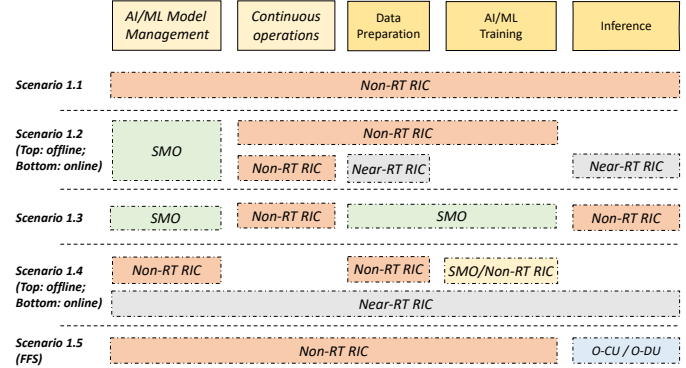 AI/ML Model
Management
Continuous
operations
Data
Preparation
AI/ML
Training
Inference
Scenario 1.1
Non-RT RIC
Scenario 1.2
(Top: offline;
Bottom: online)
SMO
Non-RT RIC
Non-RT RIC
Near-RT RIC
Near-RT RIC
Scenario 1.3
SMO
Non-RT RIC
SMO
Non-RT RIC
Scenario 1.4
(Top: offline;
Bottom: online)
Non-RT RIC
Non-RT RIC
SMO/Non-RT RIC
Near-RT RIC
Scenario 1.5
(FFS)
Non-RT RIC
O-CU / O-DU